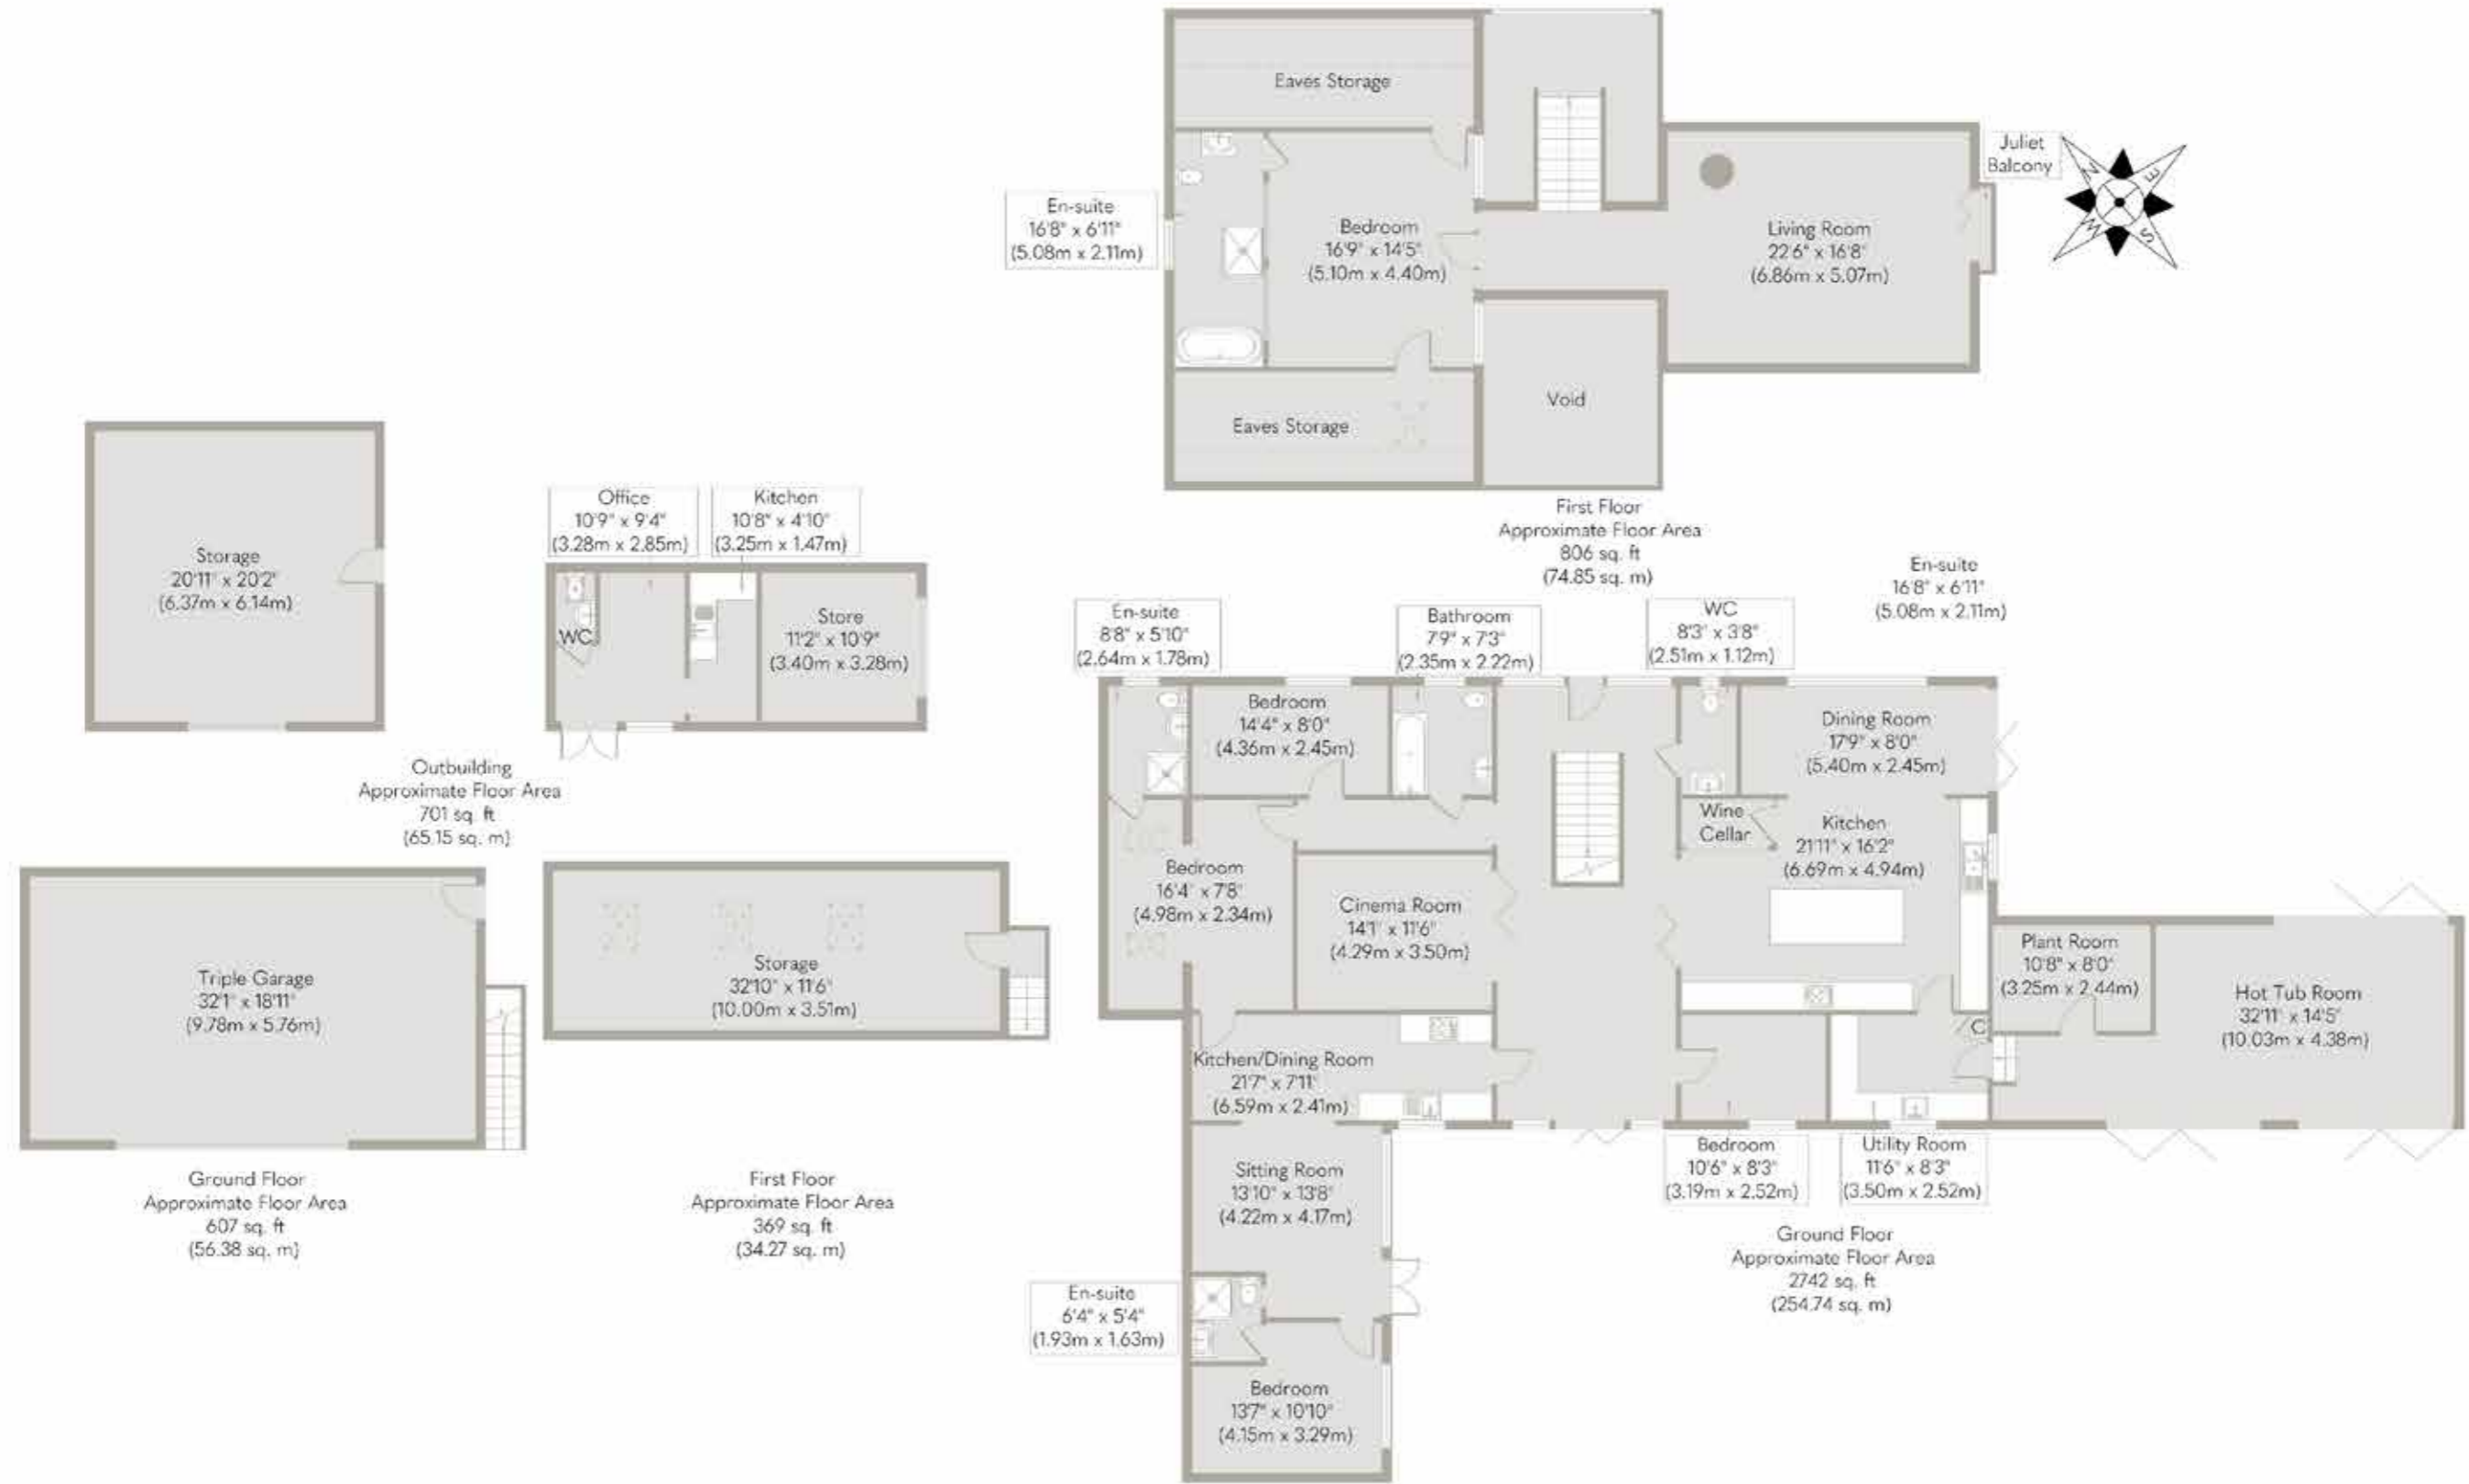 Eaves Storage
En-suite
16'8" x 6'11"
(5.08m x 2.11m)
Bedroom
16'9" x 14'5"
(5.10m x 4.40m)
Living Room
22'6" x 16'8"
(6.86m x 5.07m)
Juliet
Balcony
N
E
S
W
Eaves Storage
Void
First Floor
Approximate Floor Area
806 sq. ft
(74.85 sq. m)
Storage
20'11" x 20'2"
(6.37m x 6.14m)
Office
10'9" x 9'4"
(3.28m x 2.85m)
Kitchen
10'8" x 4'10"
(3.25m x 1.47m)
WC
Store
11'2" x 10'9"
(3.40m x 3.28m)
Outbuilding
Approximate Floor Area
701 sq. ft
(65.15 sq. m)
En-suite
8'8" x 5'10"
(2.64m x 1.78m)
Bathroom
7'9" x 7'3"
(2.35m x 2.22m)
WC
8'3" x 3'8"
(2.51m x 1.12m)
En-suite
16'8" x 6'11"
(5.08m x 2.11m)
Bedroom
14'4" x 8'0"
(4.36m x 2.45m)
Dining Room
17'9" x 8'0"
(5.40m x 2.45m)
Wine
Cellar
Kitchen
21'11" x 16'2"
(6.69m x 4.94m)
Bedroom
16'4" x 7'8"
(4.98m x 2.34m)
Cinema Room
14'1" x 11'6"
(4.29m x 3.50m)
Plant Room
10'8" x 8'0"
(3.25m x 2.44m)
Hot Tub Room
32'11" x 14'5"
(10.03m x 4.38m)
C
Kitchen/Dining Room
21'7" x 7'11"
(6.59m x 2.41m)
Bedroom
10'6" x 8'3"
(3.19m x 2.52m)
Utility Room
11'6" x 8'3"
(3.50m x 2.52m)
Sitting Room
13'10" x 13'8"
(4.22m x 4.17m)
En-suite
6'4" x 5'4"
(1.93m x 1.63m)
Bedroom
13'7" x 10'10"
(4.15m x 3.29m)
Ground Floor
Approximate Floor Area
2742 sq. ft
(254.74 sq. m)
Triple Garage
32'1" x 18'11"
(9.78m x 5.76m)
Ground Floor
Approximate Floor Area
607 sq. ft
(56.38 sq. m)
Storage
32'10" x 11'6"
(10.00m x 3.51m)
First Floor
Approximate Floor Area
369 sq. ft
(34.27 sq. m)